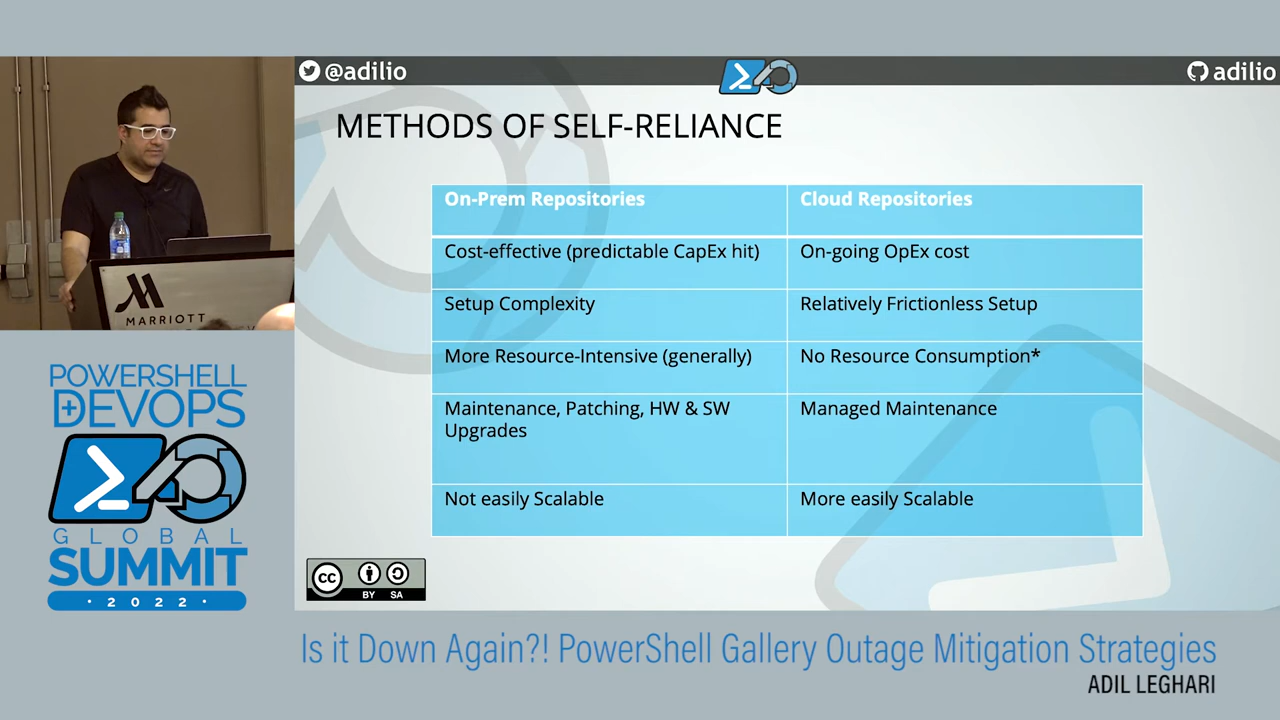 @adilio
adilio
METHODS OF SELF-RELIANCE
On-Prem Repositories
Cloud Repositories
Cost-effective (predictable CapEx hit)
On-going OpEx cost
Setup Complexity
Relatively Frictionless Setup
More Resource-Intensive (generally)
No Resource Consumption*
Maintenance, Patching, HW & SW
Upgrades
Managed Maintenance
Not easily Scalable
More easily Scalable
CC
BY SA
MARRIOTT
POWERSHELL
+DEVOPS
GLOBAL
SUMMIT
· 2022 ·
Is it Down Again?! PowerShell Gallery Outage Mitigation Strategies
ADIL LEGHARI